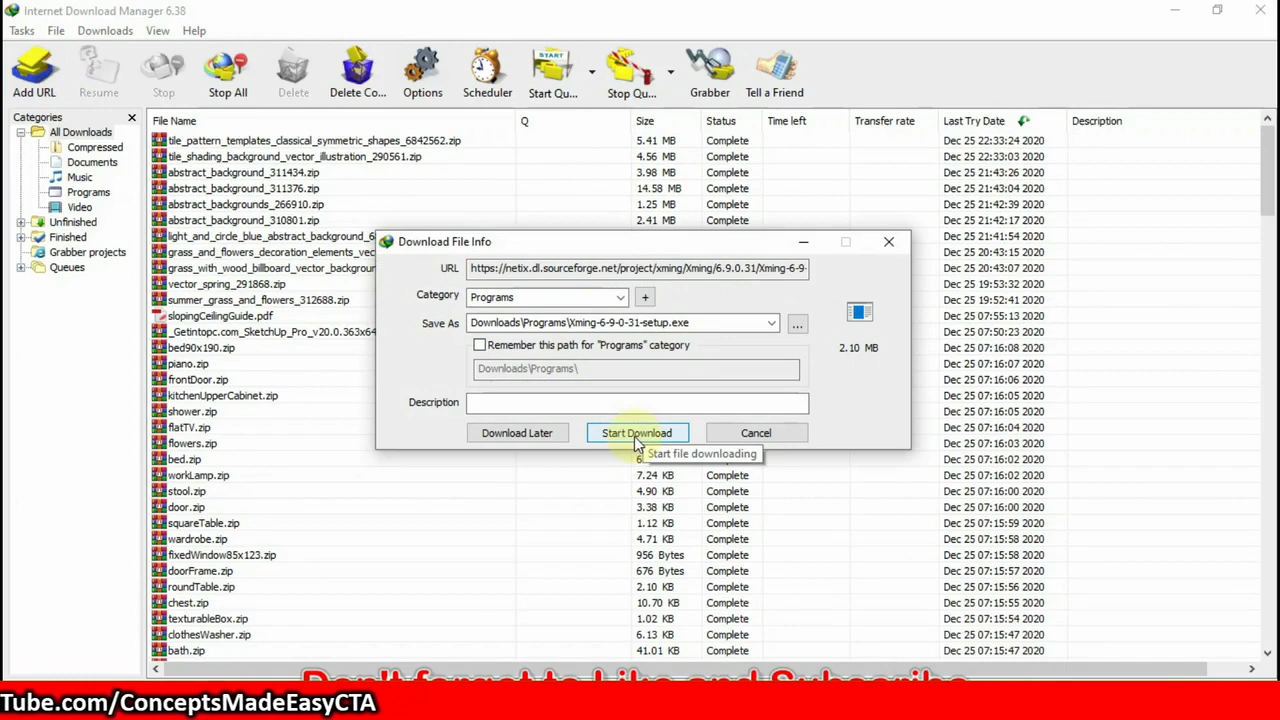 Internet Download Manager 6.38
Tasks File Downloads View Help
Add URL Resume Stop Stop All Delete Delete Co... Options Scheduler Start Qu... Stop Qu... Grabber Tell a Friend
Categories
All Downloads
Compressed
Documents
Music
Programs
Video
Unfinished
Finished
Grabber projects
Queues
File Name Q Size Status Time left Transfer rate Last Try Date Description
tile_pattern_templates_classical_symmetric_shapes_6842562.zip 5.41 MB Complete Dec 25 22:33:24 2020
tile_shading_background_vector_illustration_290561.zip 4.56 MB Complete Dec 25 22:33:03 2020
abstract_background_311434.zip 3.98 MB Complete Dec 25 21:43:26 2020
abstract_background_311376.zip 14.58 MB Complete Dec 25 21:43:04 2020
abstract_backgrounds_266910.zip 1.25 MB Complete Dec 25 21:42:39 2020
abstract_background_310801.zip 2.41 MB Complete Dec 25 21:42:17 2020
light_and_circle_blue_abstract_background Dec 25 21:41:54 2020
grass_and_flowers_decoration_elements_vec Dec 25 20:43:15 2020
grass_with_wood_billboard_vector_backgrou Dec 25 20:43:07 2020
vector_spring_291868.zip Dec 25 19:52:41 2020
summer_grass_and_flowers_312688.zip Dec 25 19:52:31 2020
slopingCeilingGuide.pdf Dec 25 07:55:13 2020
_Getintopc.com_SketchUp_Pro_v20.0.363x64 Dec 25 07:50:23 2020
bed90x190.zip Dec 25 07:16:08 2020
piano.zip Dec 25 07:16:07 2020
frontDoor.zip Dec 25 07:16:06 2020
kitchenUpperCabinet.zip Dec 25 07:16:05 2020
shower.zip Dec 25 07:16:04 2020
flatTV.zip Dec 25 07:16:03 2020
flowers.zip Dec 25 07:16:02 2020
bed.zip Complete Dec 25 07:16:02 2020
workLamp.zip 7.24 KB Complete Dec 25 07:16:01 2020
stool.zip 4.90 KB Complete Dec 25 07:16:00 2020
door.zip 3.38 KB Complete Dec 25 07:16:00 2020
squareTable.zip 1.12 KB Complete Dec 25 07:15:59 2020
wardrobe.zip 4.71 KB Complete Dec 25 07:15:58 2020
fixedWindow85x123.zip 956 Bytes Complete Dec 25 07:15:58 2020
doorFrame.zip 676 Bytes Complete Dec 25 07:15:56 2020
roundTable.zip 2.10 KB Complete Dec 25 07:15:56 2020
chest.zip 10.70 KB Complete Dec 25 07:15:55 2020
texturableBox.zip 1.02 KB Complete Dec 25 07:15:54 2020
clothesWasher.zip 6.13 KB Complete Dec 25 07:15:47 2020
bath.zip 41.01 KB Complete Dec 25 07:15:47 2020
Download File Info
URL https://netix.dl.sourceforge.net/project/xming/Xming/6.9.0.31/Xming-6-9-
Category Programs +
Save As Downloads\Programs\Xming-6-9-0-31-setup.exe ...
Remember this path for "Programs" category
2.10 MB
Downloads\Programs\
Description
Download Later Start Download Cancel
Start file downloading
Don't forget to Like and Subscribe
Tube.com/ConceptsMadeEasyCTA